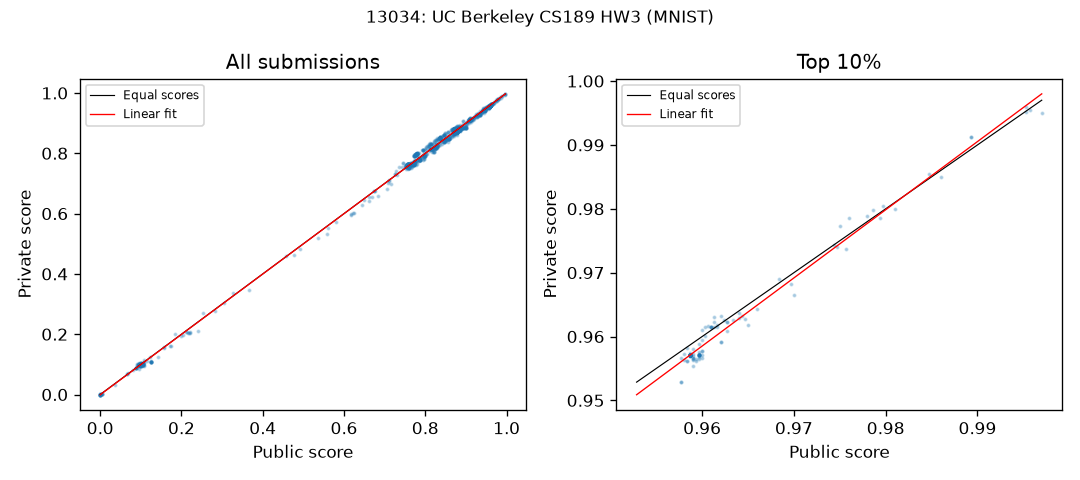 13034: UC Berkeley CS189 HW3 (MNIST)
All submissions
Equal scores
Linear fit
Private score
1.0
0.8
0.6
0.4
0.2
0.0
0.0 0.2 0.4 0.6 0.8 1.0
Public score
Top 10%
Equal scores
Linear fit
Private score
1.00
0.99
0.98
0.97
0.96
0.95
0.96 0.97 0.98 0.99
Public score